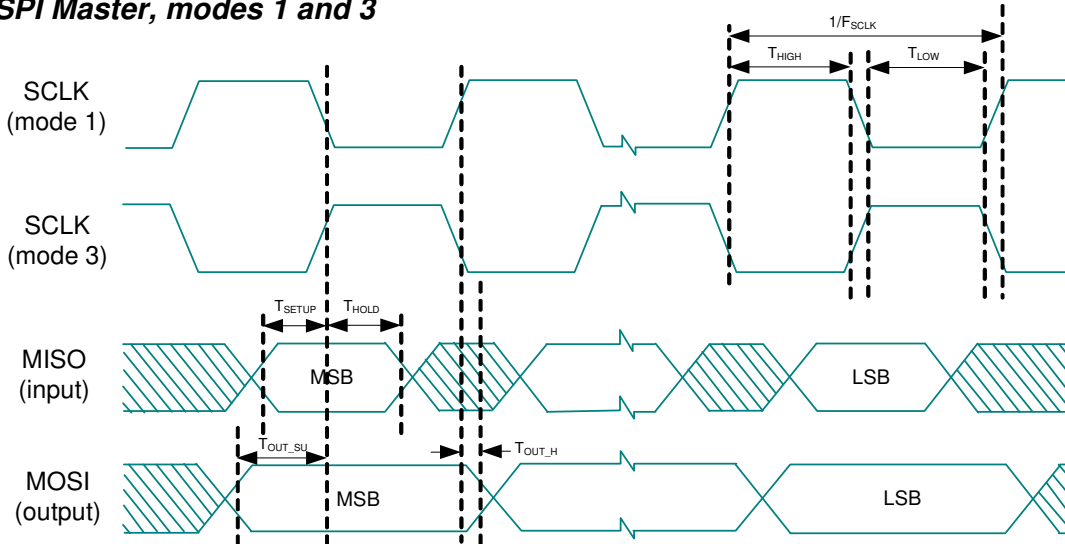 SPI Master, modes 1 and 3
1/FSCLK
THIGH
TLOW
SCLK
(mode 1)
SCLK
(mode 3)
TSETUP
THOLD
MISO
(input)
MSB
LSB
TOUT_SU
TOUT_H
MOSI
(output)
MSB
LSB